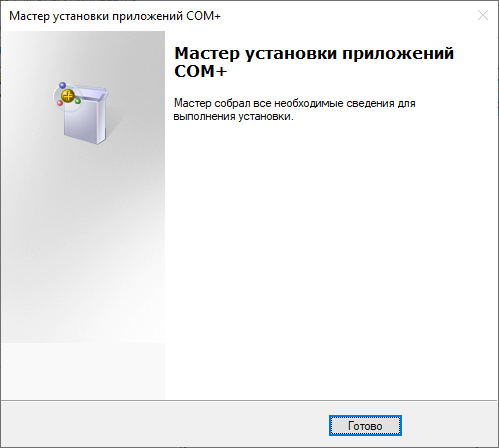 Мастер установки приложений COM+
Мастер установки приложений
COM+
Мастер собрал все необходимые сведения для
выполнения установки.
Готово